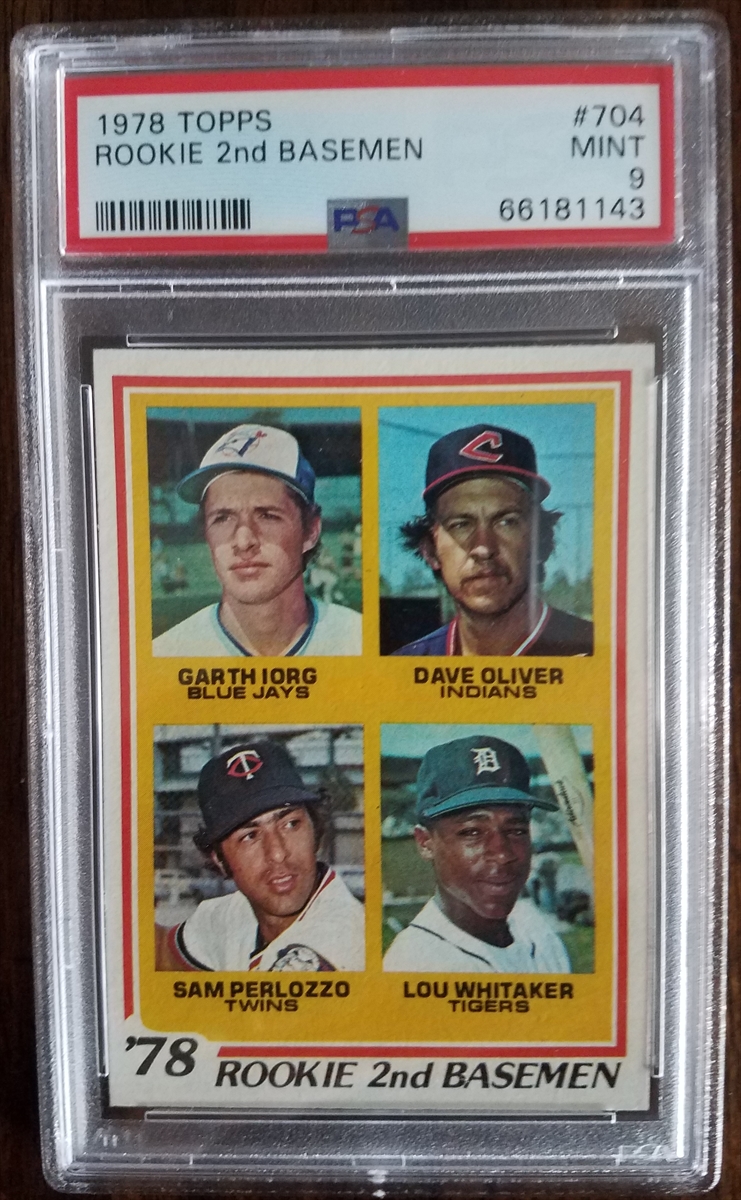 1978 TOPPS #704
ROOKIE 2nd BASEMEN MINT
9
PSA 66181143
GARTH IORG DAVE OLIVER
BLUE JAYS INDIANS
SAM PERLOZZO LOU WHITAKER
TWINS TIGERS
'78 ROOKIE 2nd BASEMEN